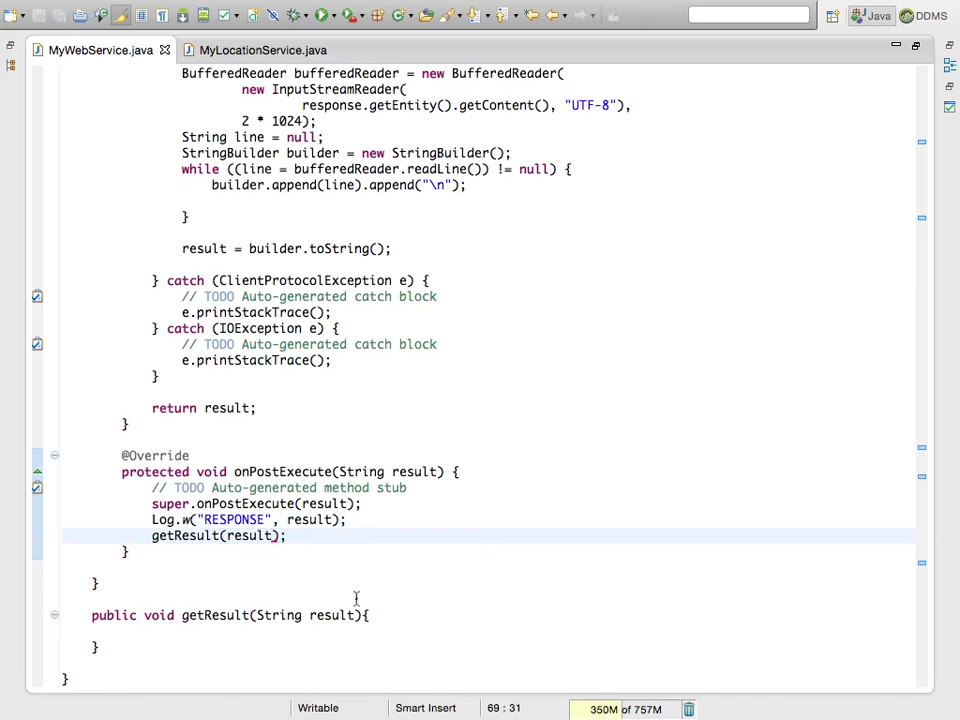 Java
DDMS
MyWebService.java
MyLocationService.java
BufferedReader bufferedReader = new BufferedReader(
new InputStreamReader(
response.getEntity().getContent(), "UTF-8"),
2 * 1024);
String line = null;
StringBuilder builder = new StringBuilder();
while ((line = bufferedReader.readLine()) != null) {
builder.append(line).append("\n");
}
result = builder.toString();
} catch (ClientProtocolException e) {
// TODO Auto-generated catch block
e.printStackTrace();
} catch (IOException e) {
// TODO Auto-generated catch block
e.printStackTrace();
}
return result;
}
@Override
protected void onPostExecute(String result) {
// TODO Auto-generated method stub
super.onPostExecute(result);
Log.w("RESPONSE", result);
getResult(result);
}
}
public void getResult(String result){
}
}
Writable
Smart Insert
69 : 31
350M of 757M